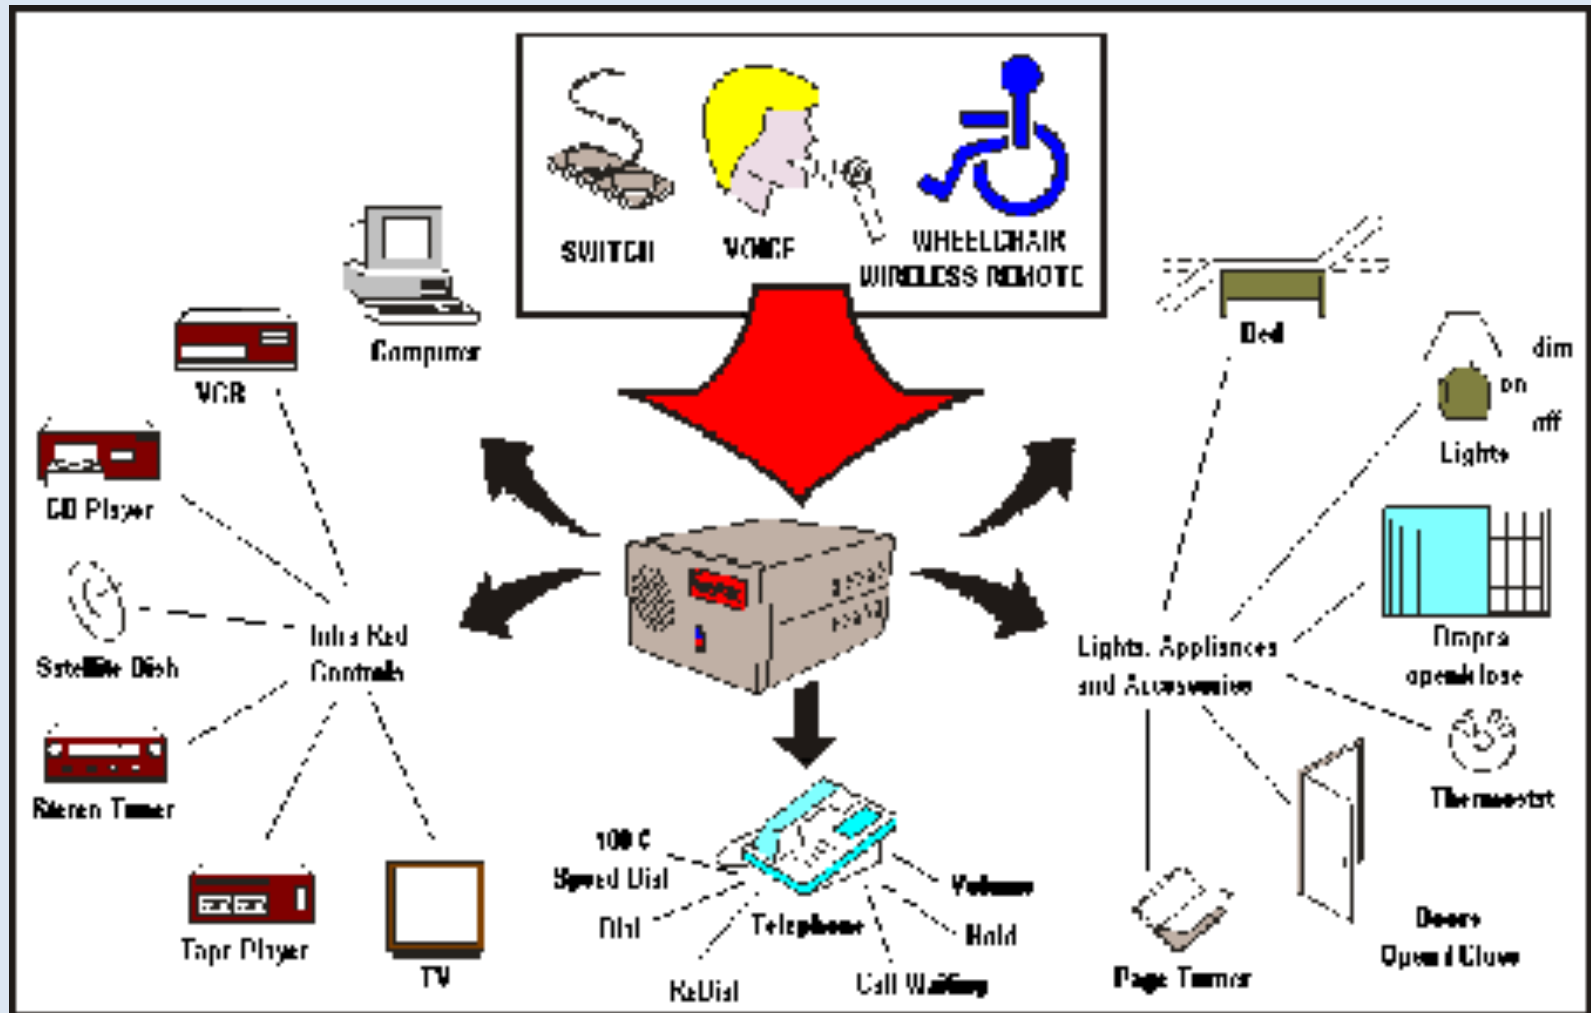 SWITCH
VOICE
WHEELCHAIR
WIRELESS REMOTE
Computer
VCR
CD Player
Satellite Dish
Stereo Tuner
Tape Player
TV
Infra Red
Controls
Bed
dim
on
off
Lights
Drapes
open/close
Lights, Appliances
and Accessories
Thermostat
Doors
Open / Close
Page Turner
Speed Dial
Dial
ReDial
Telephone
Call Waiting
Hold
Volume